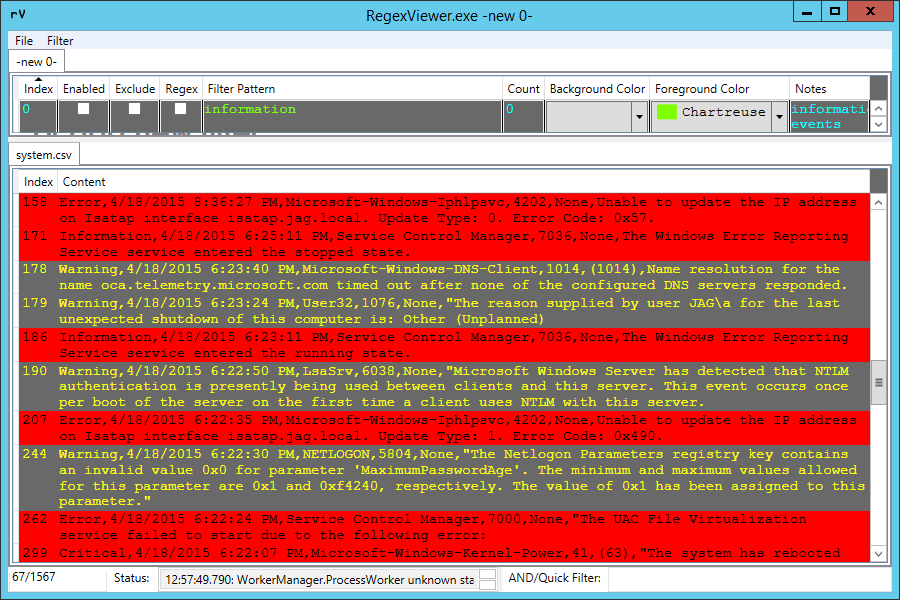 rV
RegexViewer.exe -new 0-
File Filter
-new 0-
Index Enabled Exclude Regex Filter Pattern Count Background Color Foreground Color Notes
0 information 0 Chartreuse informati
events
system.csv
Index Content
158 Error,4/18/2015 8:36:27 PM,Microsoft-Windows-Iphlpsvc,4202,None,Unable to update the IP address
on Isatap interface isatap.jag.local. Update Type: 0. Error Code: 0x57.
171 Information,4/18/2015 6:25:11 PM,Service Control Manager,7036,None,The Windows Error Reporting
Service service entered the stopped state.
178 Warning,4/18/2015 6:23:40 PM,Microsoft-Windows-DNS-Client,1014,(1014),Name resolution for the
name oca.telemetry.microsoft.com timed out after none of the configured DNS servers responded.
179 Warning,4/18/2015 6:23:24 PM,User32,1076,None,"The reason supplied by user JAG\a for the last
unexpected shutdown of this computer is: Other (Unplanned)
186 Information,4/18/2015 6:23:11 PM,Service Control Manager,7036,None,The Windows Error Reporting
Service service entered the running state.
190 Warning,4/18/2015 6:22:50 PM,LsaSrv,6038,None,"Microsoft Windows Server has detected that NTLM
authentication is presently being used between clients and this server. This event occurs once
per boot of the server on the first time a client uses NTLM with this server.
207 Error,4/18/2015 6:22:35 PM,Microsoft-Windows-Iphlpsvc,4202,None,Unable to update the IP address
on Isatap interface isatap.jag.local. Update Type: 1. Error Code: 0x490.
244 Warning,4/18/2015 6:22:30 PM,NETLOGON,5804,None,"The Netlogon Parameters registry key contains
an invalid value 0x0 for parameter 'MaximumPasswordAge'. The minimum and maximum values allowed
for this parameter are 0x1 and 0xf4240, respectively. The value of 0x1 has been assigned to this
parameter."
262 Error,4/18/2015 6:22:24 PM,Service Control Manager,7000,None,"The UAC File Virtualization
service failed to start due to the following error:
299 Critical,4/18/2015 6:22:07 PM,Microsoft-Windows-Kernel-Power,41,(63),"The system has rebooted
67/1567 Status: 12:57:49.790: WorkerManager.ProcessWorker unknown sta AND/Quick Filter: